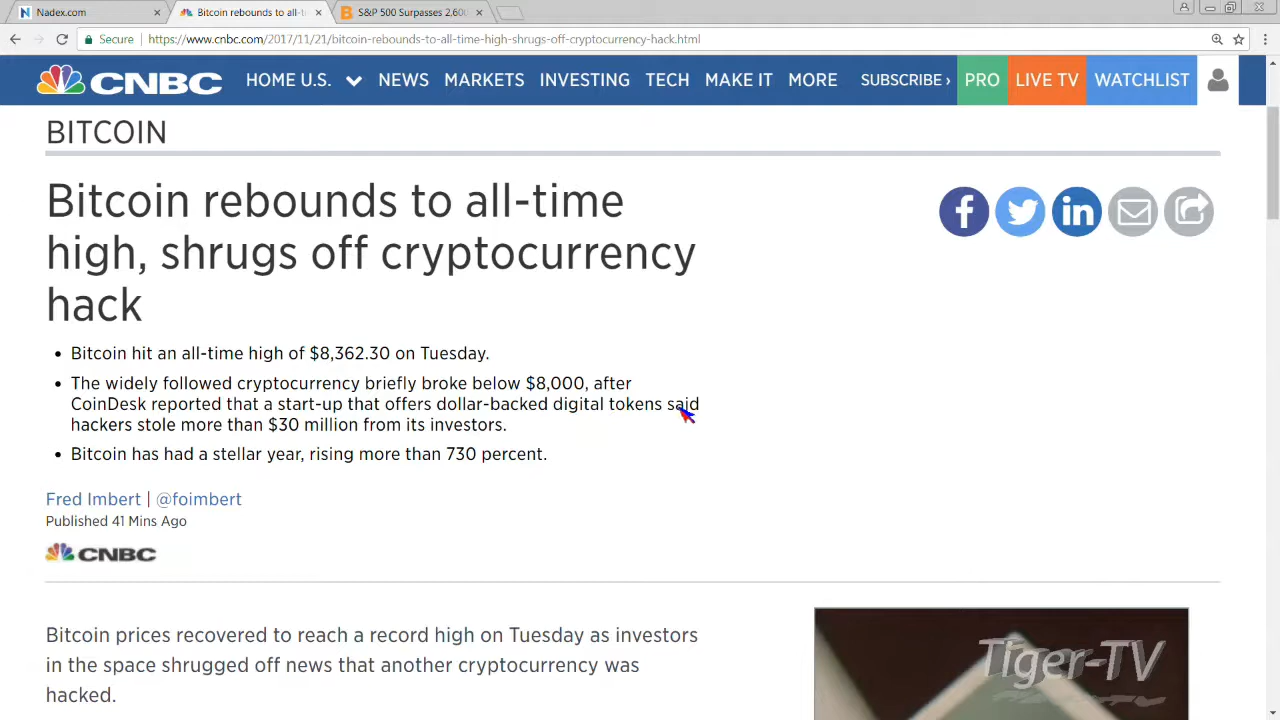 Nadex.com
Bitcoin rebounds to all-ti
S&P 500 Surpasses 2,600
Secure
https://www.cnbc.com/2017/11/21/bitcoin-rebounds-to-all-time-high-shrugs-off-cryptocurrency-hack.html
CNBC HOME U.S. NEWS MARKETS INVESTING TECH MAKE IT MORE SUBSCRIBE › PRO LIVE TV WATCHLIST
BITCOIN
Bitcoin rebounds to all-time
high, shrugs off cryptocurrency
hack
• Bitcoin hit an all-time high of $8,362.30 on Tuesday.
• The widely followed cryptocurrency briefly broke below $8,000, after
CoinDesk reported that a start-up that offers dollar-backed digital tokens said
hackers stole more than $30 million from its investors.
• Bitcoin has had a stellar year, rising more than 730 percent.
Fred Imbert | @foimbert
Published 41 Mins Ago
CNBC
Bitcoin prices recovered to reach a record high on Tuesday as investors
in the space shrugged off news that another cryptocurrency was
hacked.
Tiger-TV